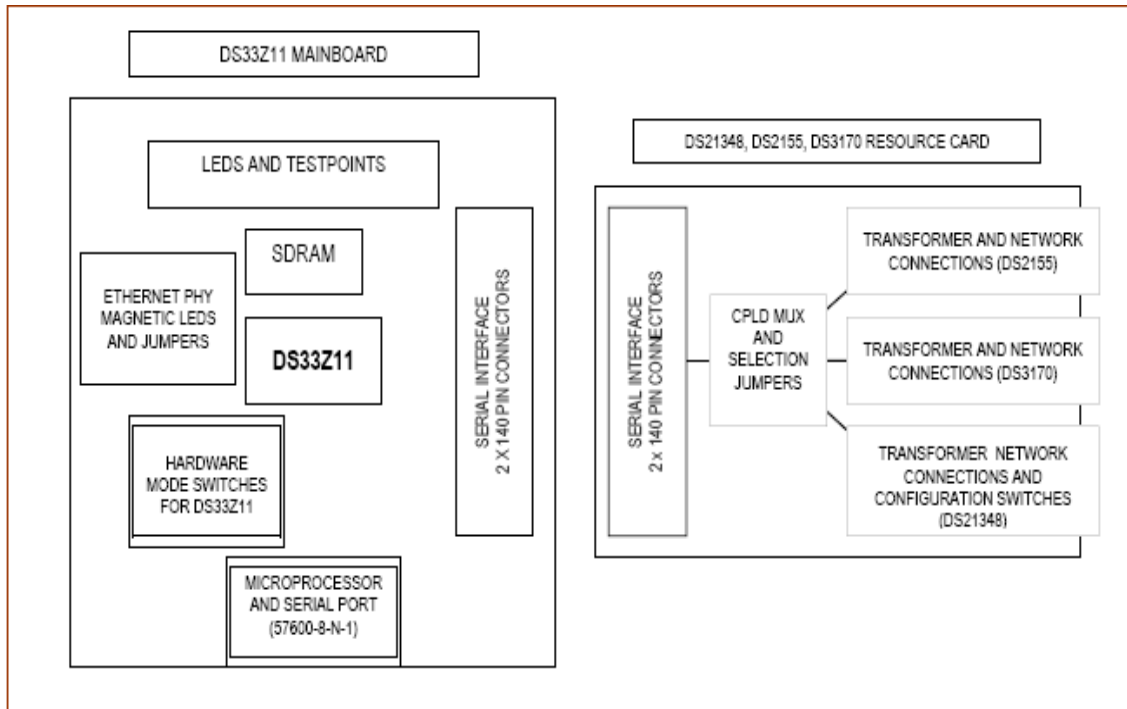 DS33Z11 MAINBOARD
LEDS AND TESTPOINTS
SDRAM
ETHERNET PHY
MAGNETIC LEDS
AND JUMPERS
DS33Z11
HARDWARE
MODE SWITCHES
FOR DS33Z11
MICROPROCESSOR
AND SERIAL PORT
(57600-8-N-1)
SERIAL INTERFACE
2 X 140 PIN CONNECTORS
DS21348, DS2155, DS3170 RESOURCE CARD
SERIAL INTERFACE
2 x 140 PIN CONNECTORS
CPLD MUX
AND
SELECTION
JUMPERS
TRANSFORMER AND NETWORK
CONNECTIONS (DS2155)
TRANSFORMER AND NETWORK
CONNECTIONS (DS3170)
TRANSFORMER NETWORK
CONNECTIONS AND
CONFIGURATION SWITCHES
(DS21348)